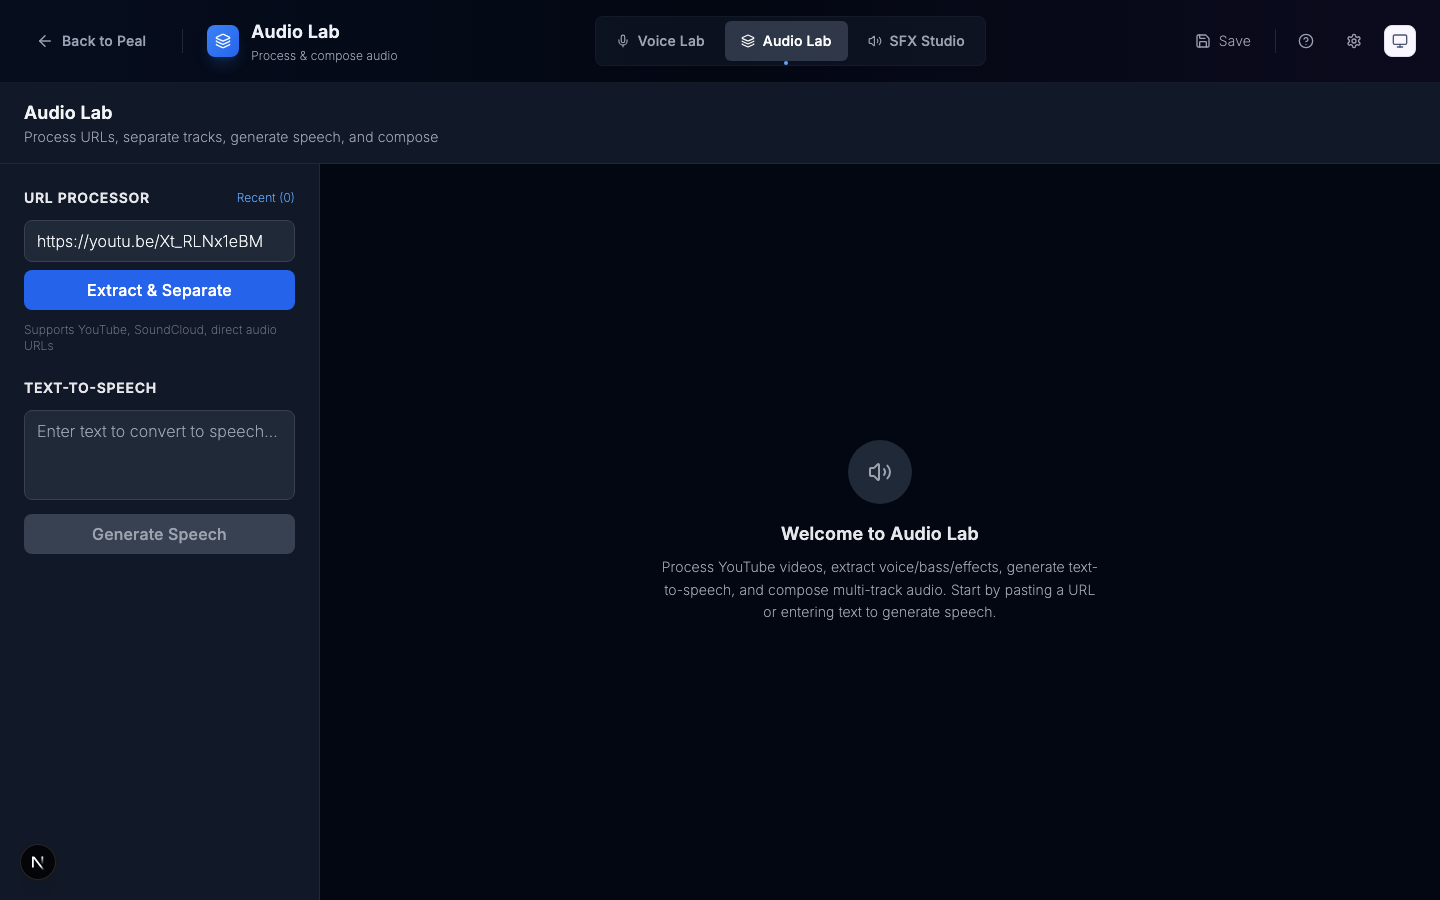 Back to Peal
Audio Lab
Process & compose audio
Voice Lab
Audio Lab
SFX Studio
Save
Audio Lab
Process URLs, separate tracks, generate speech, and compose
URL PROCESSOR
Recent (0)
https://youtu.be/Xt_RLNx1eBM
Extract & Separate
Supports YouTube, SoundCloud, direct audio
URLs
TEXT-TO-SPEECH
Enter text to convert to speech...
Generate Speech
Welcome to Audio Lab
Process YouTube videos, extract voice/bass/effects, generate text-
to-speech, and compose multi-track audio. Start by pasting a URL
or entering text to generate speech.
N